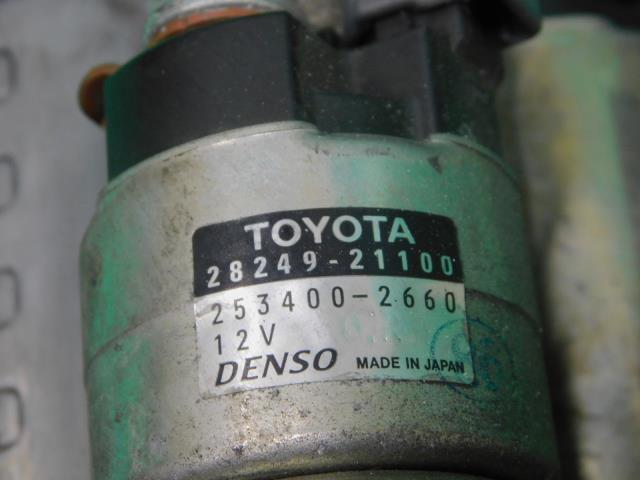 TOYOTA
28249-21100
253400-2660
12V
DENSO MADE IN JAPAN